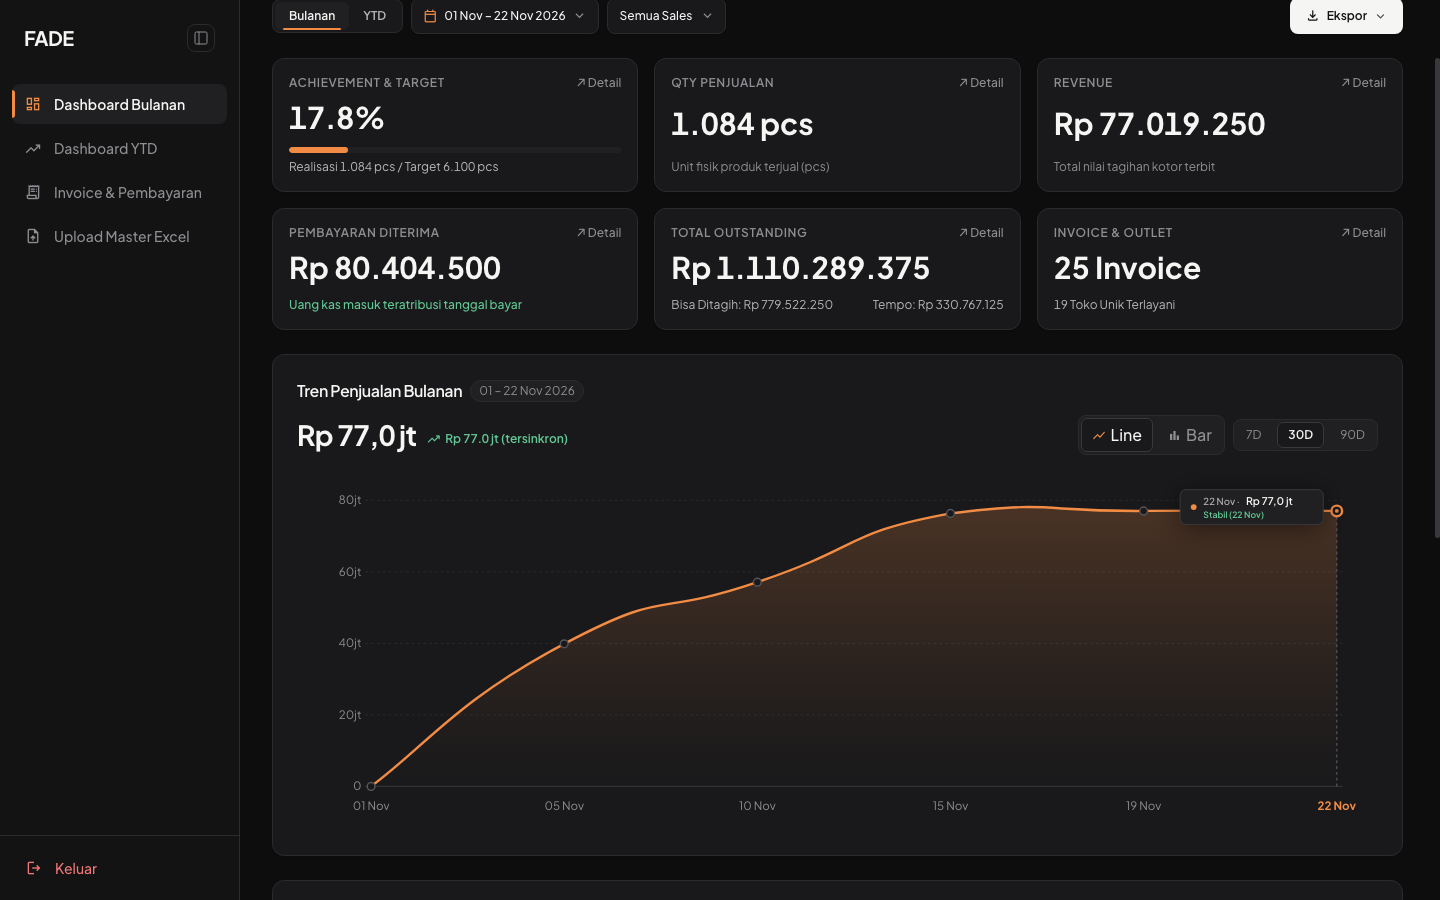 FADE
Dashboard Bulanan
Dashboard YTD
Invoice & Pembayaran
Upload Master Excel
Keluar
Bulanan YTD 01 Nov – 22 Nov 2026 Semua Sales Ekspor
ACHIEVEMENT & TARGET Detail
17.8%
Realisasi 1.084 pcs / Target 6.100 pcs
QTY PENJUALAN Detail
1.084 pcs
Unit fisik produk terjual (pcs)
REVENUE Detail
Rp 77.019.250
Total nilai tagihan kotor terbit
PEMBAYARAN DITERIMA Detail
Rp 80.404.500
Uang kas masuk teratribusi tanggal bayar
TOTAL OUTSTANDING Detail
Rp 1.110.289.375
Bisa Ditagih: Rp 779.522.250 Tempo: Rp 330.767.125
INVOICE & OUTLET Detail
25 Invoice
19 Toko Unik Terlayani
Tren Penjualan Bulanan 01 – 22 Nov 2026
Rp 77,0 jt Rp 77.0 jt (tersinkron)
Line Bar 7D 30D 90D
80jt
60jt
40jt
20jt
0
22 Nov · Rp 77,0 jt
Stabil (22 Nov)
01 Nov 05 Nov 10 Nov 15 Nov 19 Nov 22 Nov